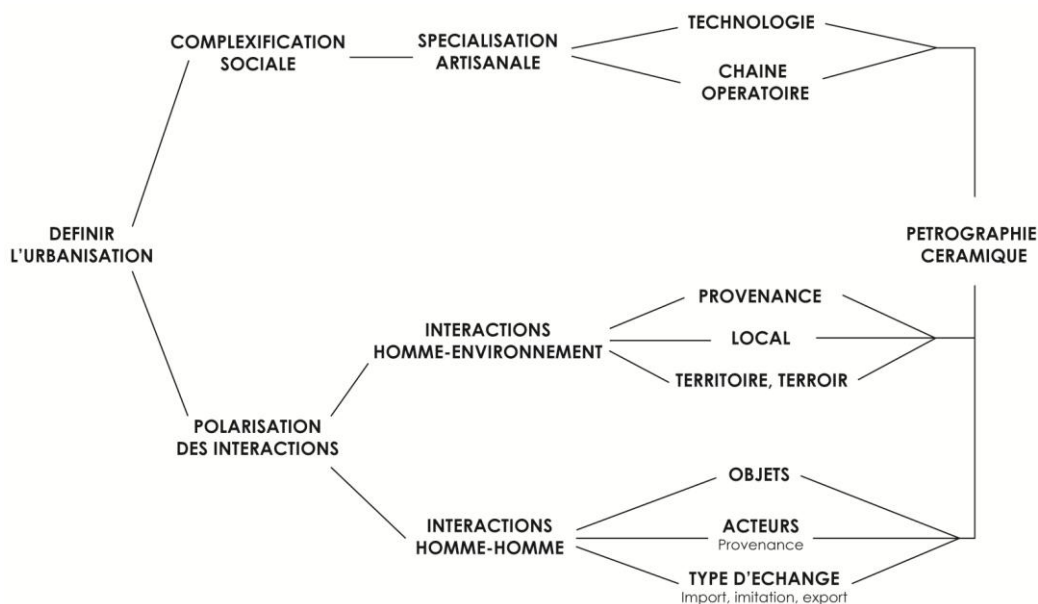 COMPLEXIFICATION
SOCIALE
SPECIALISATION
ARTISANALE
TECHNOLOGIE
CHAINE
OPERATOIRE
DEFINIR
L'URBANISATION
PETROGRAPHIE
CERAMIQUE
INTERACTIONS
HOMME-ENVIRONNEMENT
PROVENANCE
LOCAL
TERRITOIRE, TERROIR
POLARISATION
DES INTERACTIONS
INTERACTIONS
HOMME-HOMME
OBJETS
ACTEURS
Provenance
TYPE D'ECHANGE
Import, imitation, export